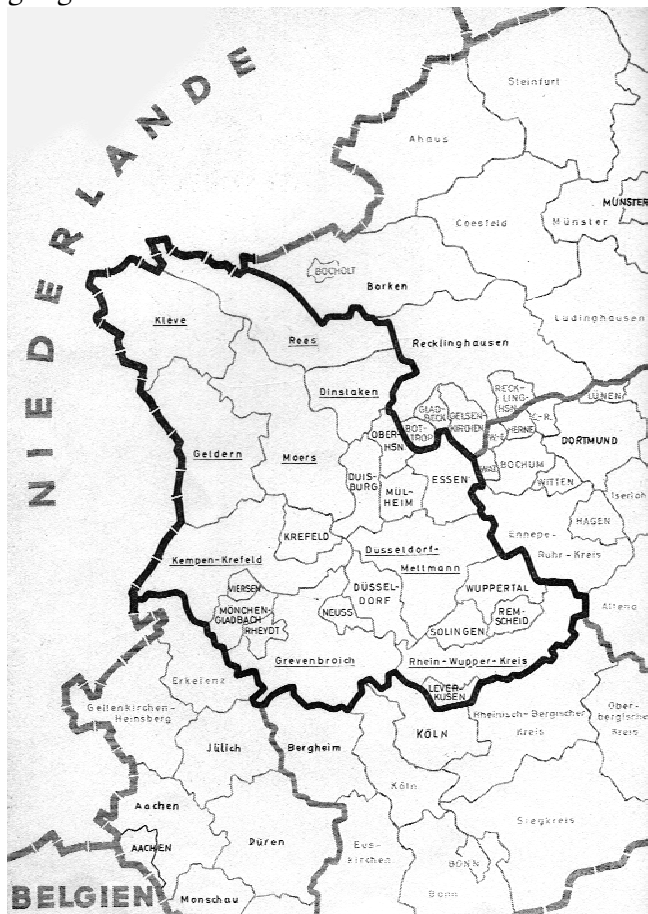 NIEDERLANDE
Steinfurt
Ahaus
MÜNSTER
Coesfeld
Münster
BOCHOLT
Borken
Kleve
Rees
Recklinghausen
Lüdinghausen
Dinslaken
GLAD-
BECK
GELSEN-
KIRCHEN
RECK-
LING-
HSN
C-R.
LÜNEN
OBER-
HSN
BOT-
TROP
W-E
HERNE
DORTMUND
Geldern
Moers
DUIS-
BURG
MÜL-
HEIM
ESSEN
WAT.
BOCHUM
WITTEN
Iserloh
HAGEN
Ennepe-
Ruhr-Kreis
KREFELD
Kempen-Krefeld
Düsseldorf-
Mettmann
VIERSEN
MÖNCHEN-
GLADBACH
RHEYDT
NEUSS
DÜSSEL-
DORF
WUPPERTAL
REM-
SCHEID
SOLINGEN
Altena
Grevenbroich
Rhein-Wupper-Kreis
LEVER-
KUSEN
Erkelenz
Geilenkirchen-
Heinsberg
Jülich
Bergheim
KÖLN
Rheinisch-Bergischer
Kreis
Ober-
bergische
Kreis
Köln
Aachen
AACHEN
Düren
Eus-
kirchen
Siegkreis
BONN
Bonn
Monschau
BELGIEN